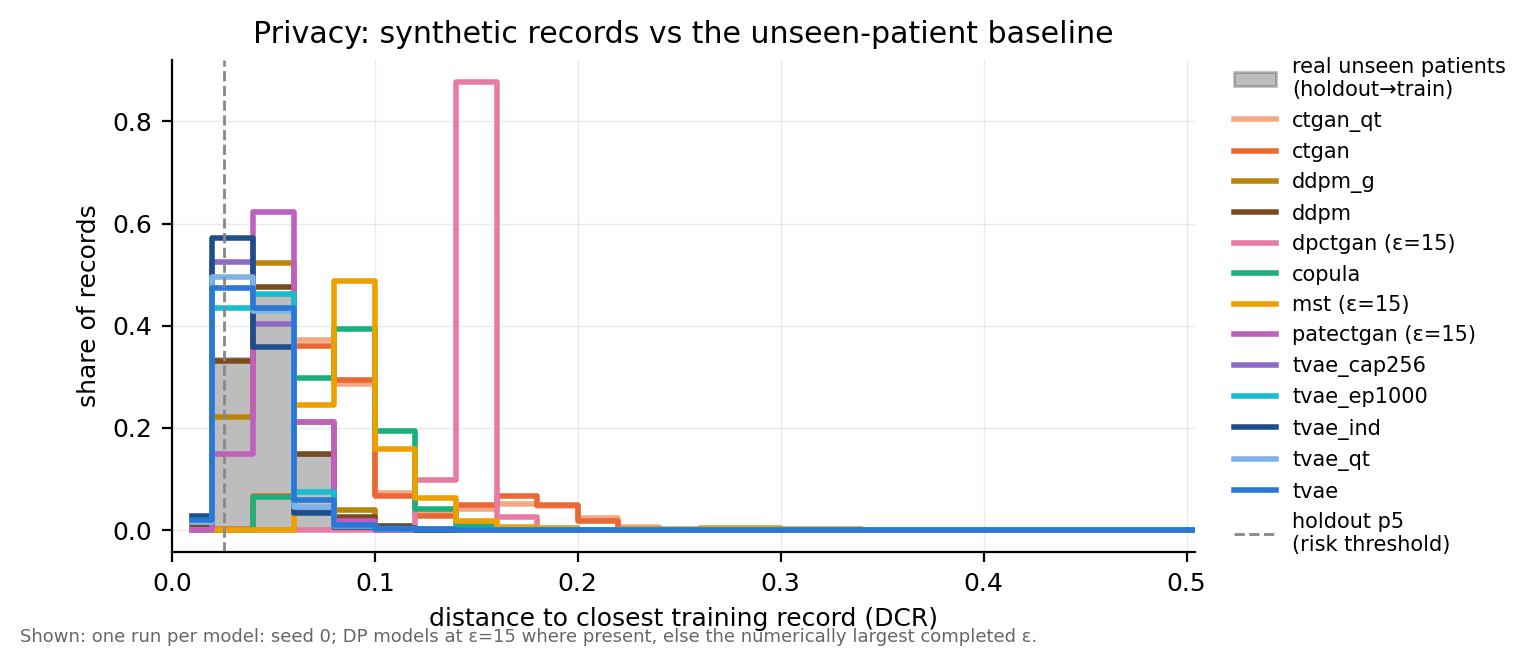 Privacy: synthetic records vs the unseen-patient baseline
share of records
0.8
0.6
0.4
0.2
0.0
0.0
0.1
0.2
0.3
0.4
0.5
distance to closest training record (DCR)
real unseen patients
(holdout→train)
ctgan_qt
ctgan
ddpm_g
ddpm
dpctgan (ε=15)
copula
mst (ε=15)
patectgan (ε=15)
tvae_cap256
tvae_ep1000
tvae_ind
tvae_qt
tvae
holdout p5
(risk threshold)
Shown: one run per model: seed 0; DP models at ε=15 where present, else the numerically largest completed ε.